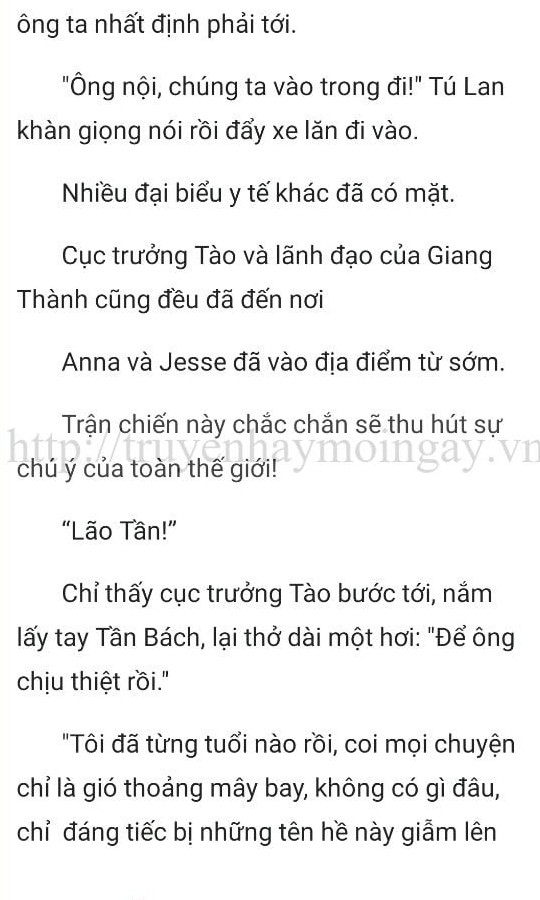 ông ta nhất định phải tới.
"Ông nội, chúng ta vào trong đi!" Tú Lan
khàn giọng nói rồi đẩy xe lăn đi vào.
Nhiều đại biểu y tế khác đã có mặt.
Cục trưởng Tào và lãnh đạo của Giang
Thành cũng đều đã đến nơi
Anna và Jesse đã vào địa điểm từ sớm.
Trận chiến này chắc chắn sẽ thu hút sự
http://truyenhaymoingay.vn
chú ý của toàn thế giới!
“Lão Tần!”
Chỉ thấy cục trưởng Tào bước tới, nắm
lấy tay Tần Bách, lại thở dài một hơi: "Để ông
chịu thiệt rồi."
"Tôi đã từng tuổi nào rồi, coi mọi chuyện
chỉ là gió thoảng mây bay, không có gì đâu,
chỉ đáng tiếc bị những tên hề này giẫm lên